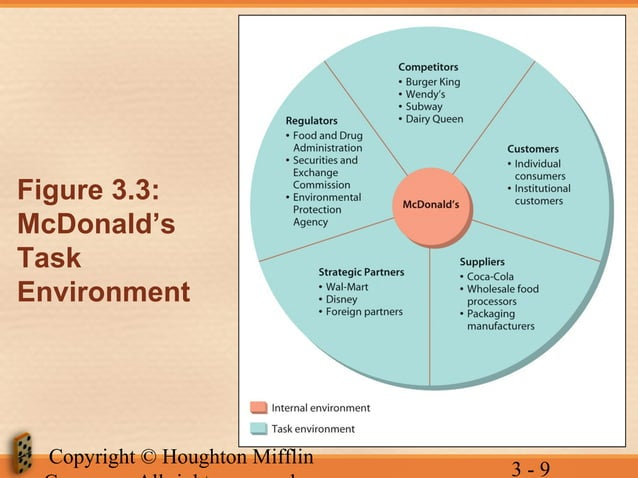 Figure 3.3:
McDonald's
Task
Environment
Competitors
• Burger King
• Wendy's
• Subway
• Dairy Queen
Regulators
• Food and Drug
Administration
• Securities and
Exchange
Commission
• Environmental
Protection
Agency
Customers
• Individual
consumers
• Institutional
customers
McDonald's
Strategic Partners
• Wal-Mart
• Disney
• Foreign partners
Suppliers
• Coca-Cola
• Wholesale food
processors
• Packaging
manufacturers
Internal environment
Task environment
Copyright © Houghton Mifflin
3 - 9